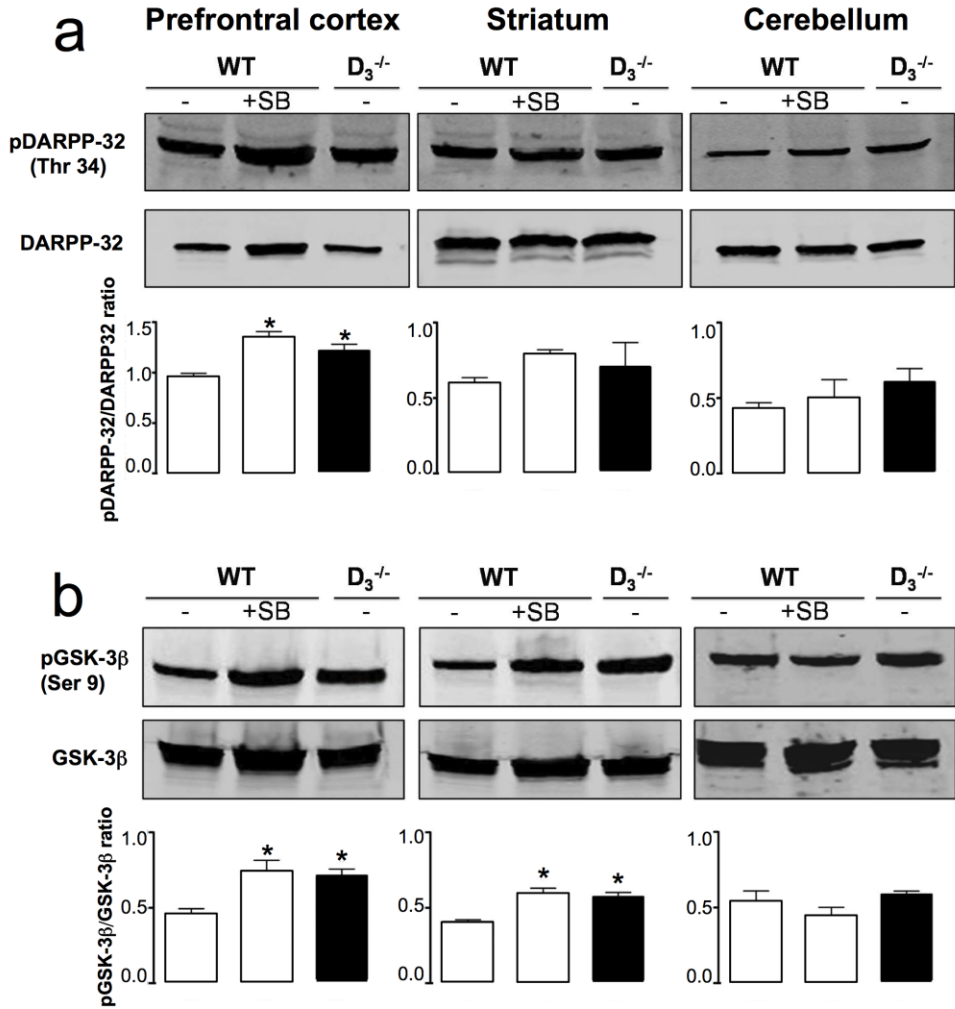 a
Prefrontal cortex Striatum Cerebellum
WT D₃⁻/⁻ WT D₃⁻/⁻ WT D₃⁻/⁻
- +SB - - +SB - - +SB -
pDARPP-32
(Thr 34)
DARPP-32
pDARPP-32/DARPP32 ratio
1.5 1.0 0.5 0.0
* *
1.0 0.5 0.0
1.0 0.5 0.0
b
WT D₃⁻/⁻ WT D₃⁻/⁻ WT D₃⁻/⁻
- +SB - - +SB - - +SB -
pGSK-3β
(Ser 9)
GSK-3β
pGSK-3β/GSK-3β ratio
1.0 0.5 0.0
* *
1.0 0.5 0.0
* *
1.0 0.5 0.0